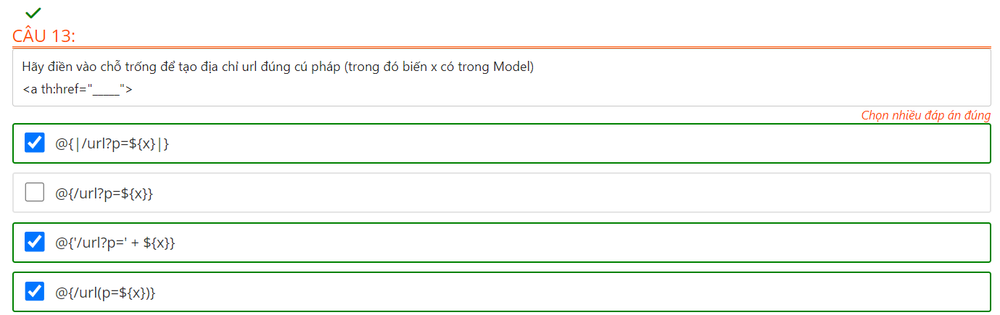 CÂU 13:
Hãy điền vào chỗ trống để tạo địa chỉ url đúng cú pháp (trong đó biến x có trong Model)
<a th:href="_____">
Chọn nhiều đáp án đúng
@{|/url?p=${x}|}
@{/url?p=${x}}
@{'/url?p=' + ${x}}
@{/url(p=${x})}